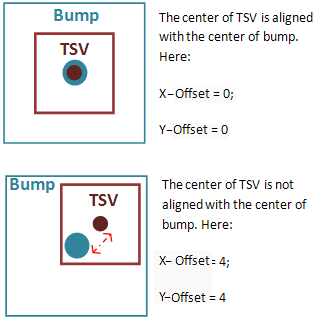 Bump
TSV
The center of TSV is aligned
with the center of bump.
Here:
X–Offset = 0;
Y–Offset = 0
Bump
TSV
The center of TSV is not
aligned with the center of
bump. Here:
X– Offset= 4;
Y–Offset = 4